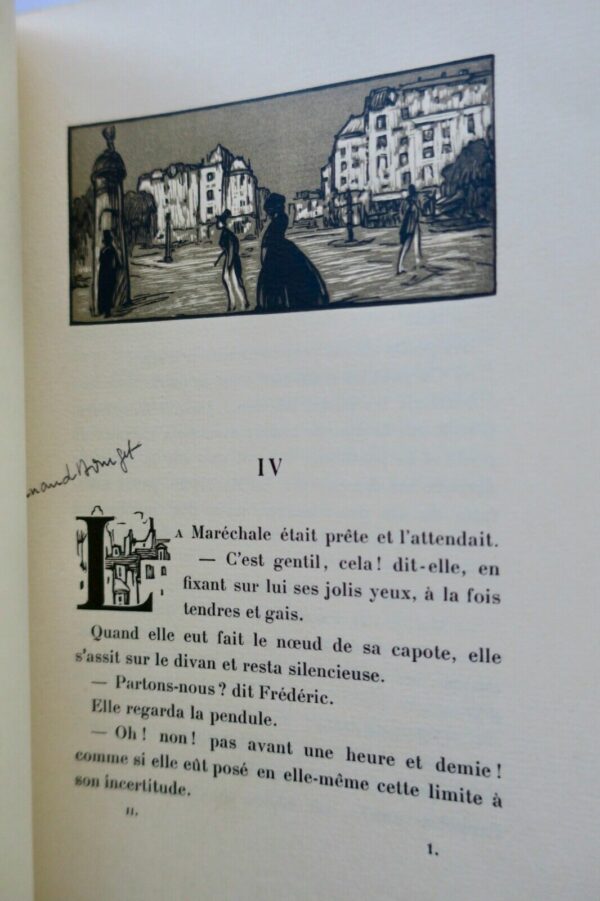 IV
LA Maréchale était prête et l'attendait.
— C'est gentil, cela! dit-elle, en
fixant sur lui ses jolis yeux, à la fois
tendres et gais.
Quand elle eut fait le nœud de sa capote, elle
s'assit sur le divan et resta silencieuse.
— Partons-nous? dit Frédéric.
Elle regarda la pendule.
— Oh! non! pas avant une heure et demie!
comme si elle eût posé en elle-même cette limite à
son incertitude.
II.
1.